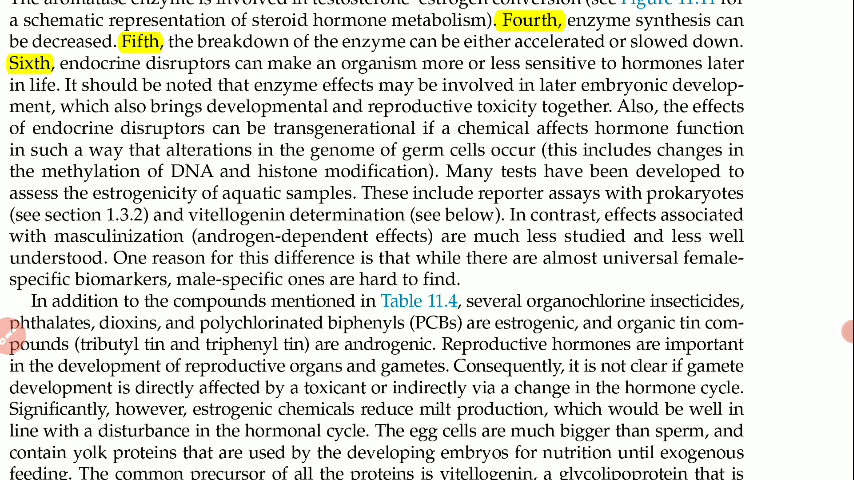 The aromatase enzyme is involved in testosterone–estrogen conversion (see Figure 11.11 for
a schematic representation of steroid hormone metabolism). Fourth, enzyme synthesis can
be decreased. Fifth, the breakdown of the enzyme can be either accelerated or slowed down.
Sixth, endocrine disruptors can make an organism more or less sensitive to hormones later
in life. It should be noted that enzyme effects may be involved in later embryonic develop-
ment, which also brings developmental and reproductive toxicity together. Also, the effects
of endocrine disruptors can be transgenerational if a chemical affects hormone function
in such a way that alterations in the genome of germ cells occur (this includes changes in
the methylation of DNA and histone modification). Many tests have been developed to
assess the estrogenicity of aquatic samples. These include reporter assays with prokaryotes
(see section 1.3.2) and vitellogenin determination (see below). In contrast, effects associated
with masculinization (androgen-dependent effects) are much less studied and less well
understood. One reason for this difference is that while there are almost universal female-
specific biomarkers, male-specific ones are hard to find.
In addition to the compounds mentioned in Table 11.4, several organochlorine insecticides,
phthalates, dioxins, and polychlorinated biphenyls (PCBs) are estrogenic, and organic tin com-
pounds (tributyl tin and triphenyl tin) are androgenic. Reproductive hormones are important
in the development of reproductive organs and gametes. Consequently, it is not clear if gamete
development is directly affected by a toxicant or indirectly via a change in the hormone cycle.
Significantly, however, estrogenic chemicals reduce milt production, which would be well in
line with a disturbance in the hormonal cycle. The egg cells are much bigger than sperm, and
contain yolk proteins that are used by the developing embryos for nutrition until exogenous
feeding. The common precursor of all the proteins is vitellogenin, a glycolipoprotein that is